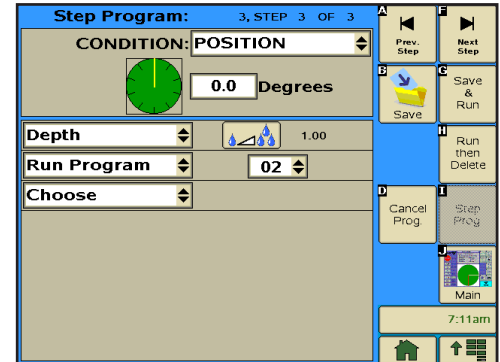 Step Program: 3, STEP 3 OF 3
CONDITION: POSITION
0.0 Degrees
Depth 1.00
Run Program 02
Choose
A
Prev.
Step
F
Next
Step
B
Save
G
Save
&
Run
H
Run
then
Delete
D
Cancel
Prog.
I
Step
Prog
J
Main
7:11am